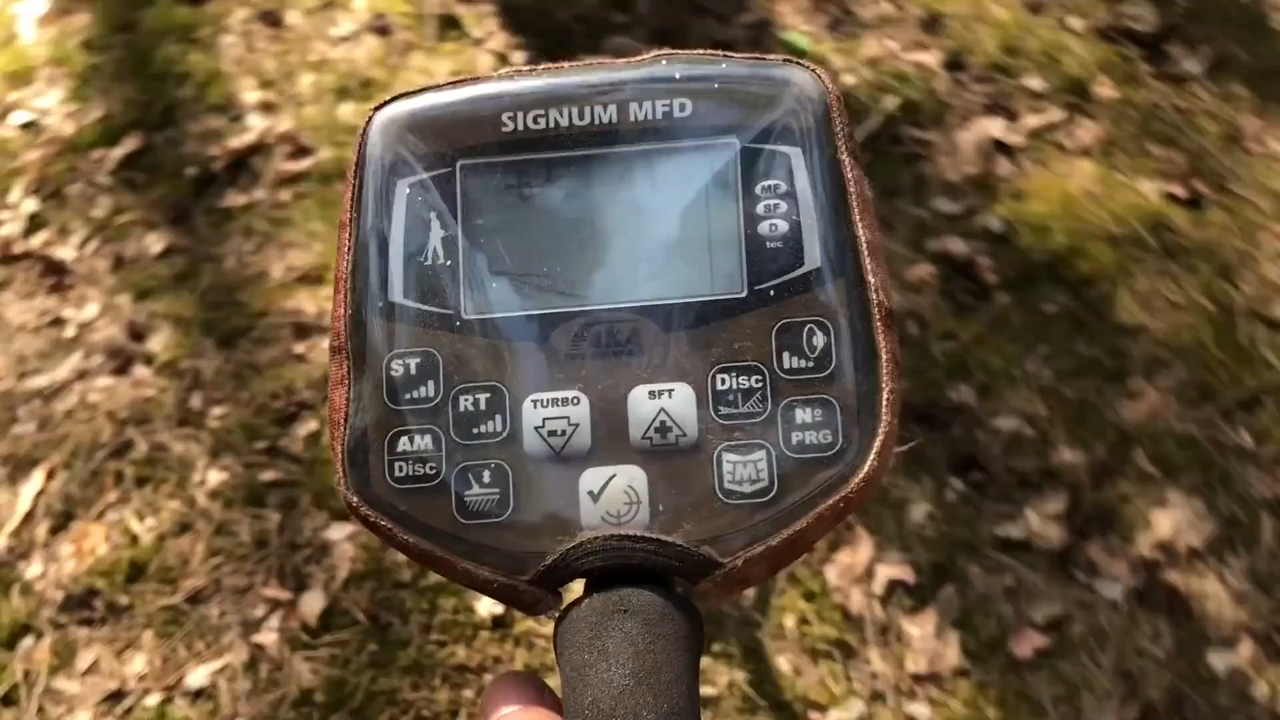 SIGNUM MFD
MF
SF
D
tec
ST
RT
TURBO
SFT
Disc
Nº
PRG
AM
Disc
M